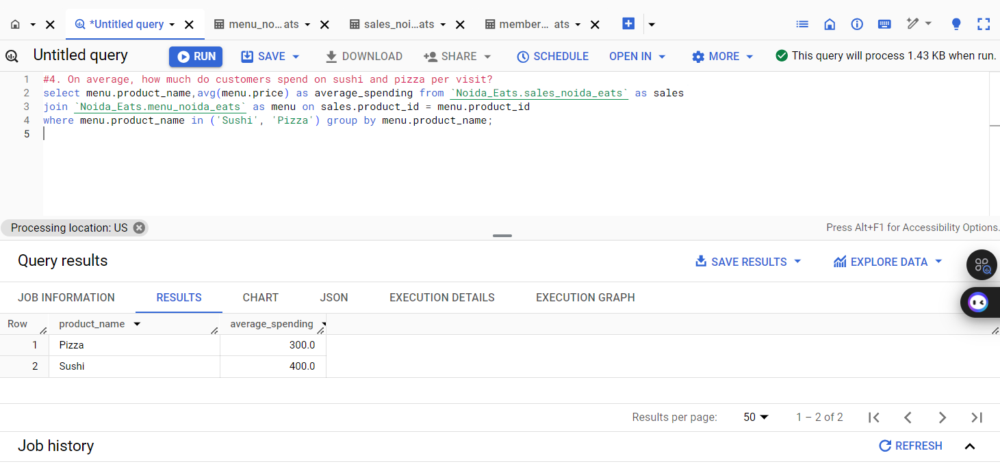 *Untitled query
menu_no... ats
sales_noi...ats
member... ats
Untitled query
RUN
SAVE
DOWNLOAD
SHARE
SCHEDULE
OPEN IN
MORE
This query will process 1.43 KB when run.
1 #4. On average, how much do customers spend on sushi and pizza per visit?
2 select menu.product_name,avg(menu.price) as average_spending from `Noida_Eats.sales_noida_eats` as sales
3 join `Noida_Eats.menu_noida_eats` as menu on sales.product_id = menu.product_id
4 where menu.product_name in ('Sushi', 'Pizza') group by menu.product_name;
5
Processing location: US
Press Alt+F1 for Accessibility Options.
Query results
SAVE RESULTS
EXPLORE DATA
JOB INFORMATION
RESULTS
CHART
JSON
EXECUTION DETAILS
EXECUTION GRAPH
Row product_name average_spending
1 Pizza 300.0
2 Sushi 400.0
Results per page: 50 1 – 2 of 2
Job history
REFRESH